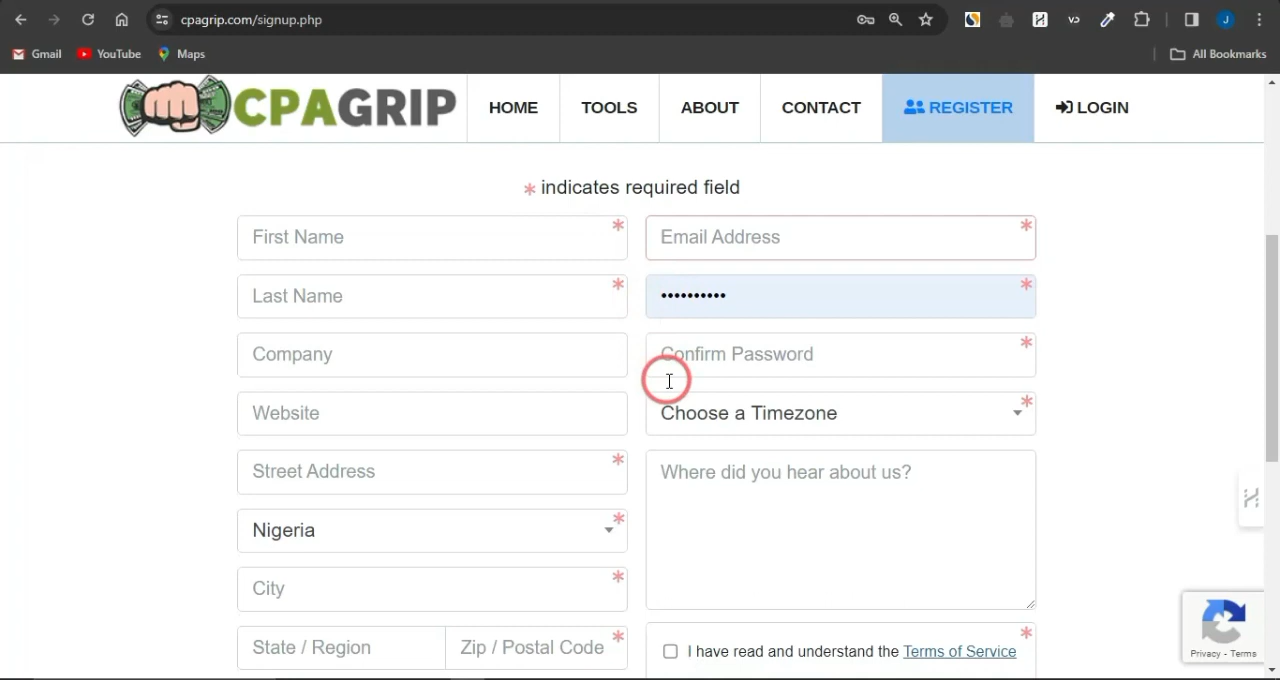 cpagrip.com/signup.php
J
Gmail YouTube Maps All Bookmarks
CPAGRIP HOME TOOLS ABOUT CONTACT REGISTER LOGIN
* indicates required field
First Name *
Email Address *
Last Name *
•••••••••• *
Company
Confirm Password *
Website
Choose a Timezone *
Street Address *
Where did you hear about us?
Nigeria *
City *
State / Region
Zip / Postal Code *
I have read and understand the Terms of Service *
Privacy - Terms